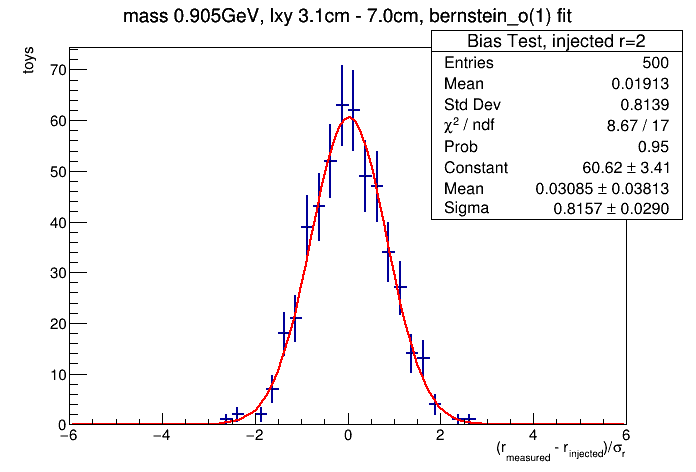 mass 0.905GeV, lxy 3.1cm - 7.0cm, bernstein_o(1) fit
Bias Test, injected r=2
Entries 500
Mean 0.01913
Std Dev 0.8139
χ² / ndf 8.67 / 17
Prob 0.95
Constant 60.62 ± 3.41
Mean 0.03085 ± 0.03813
Sigma 0.8157 ± 0.0290
toys
70
60
50
40
30
20
10
0
−6 −4 −2 0 2 4 6
(r_measured - r_injected)/σ_r